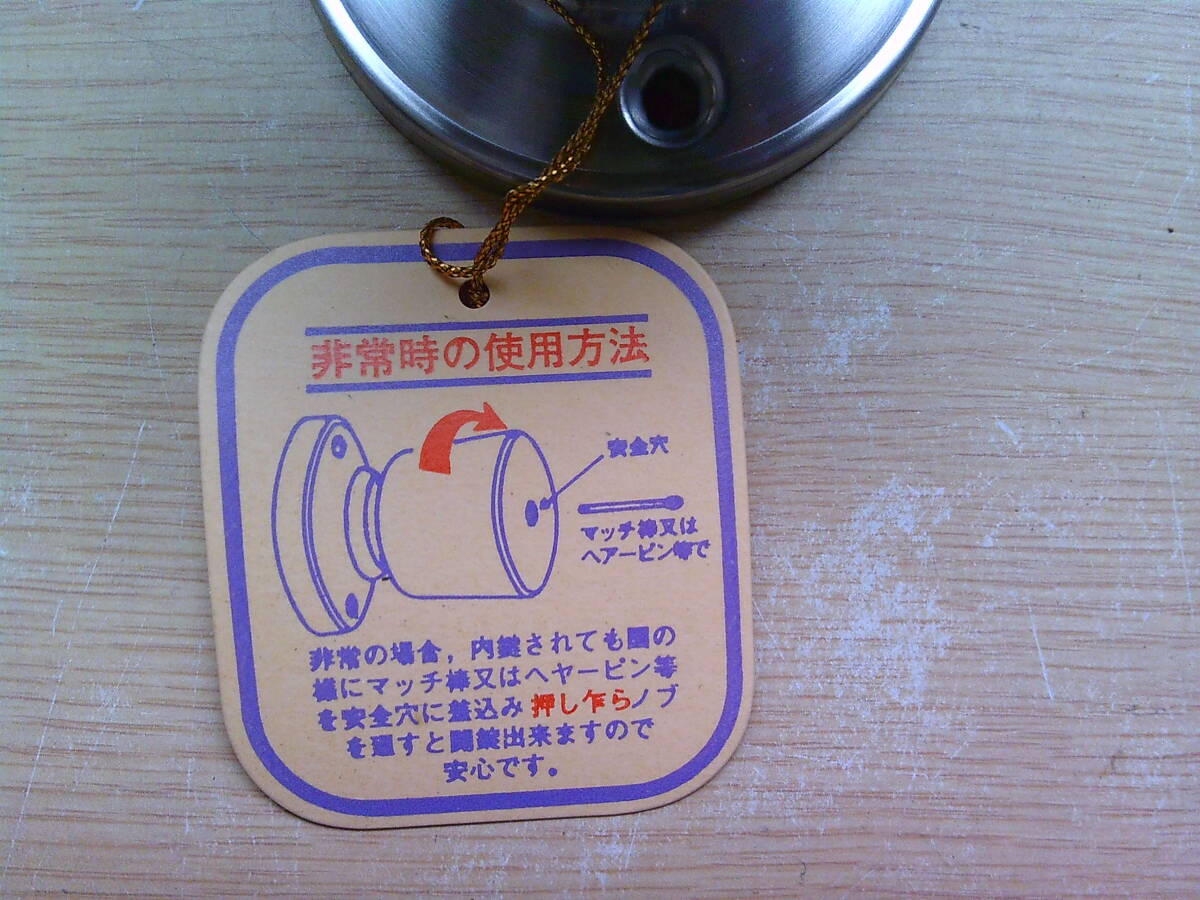 非常時の使用方法
安全穴
マッチ棒又は
ヘアーピン等で
非常の場合，内鍵されても図の
様にマッチ棒又はヘヤーピン等
を安全穴に差込み押し乍らノブ
を廻すと開錠出来ますので
安心です。